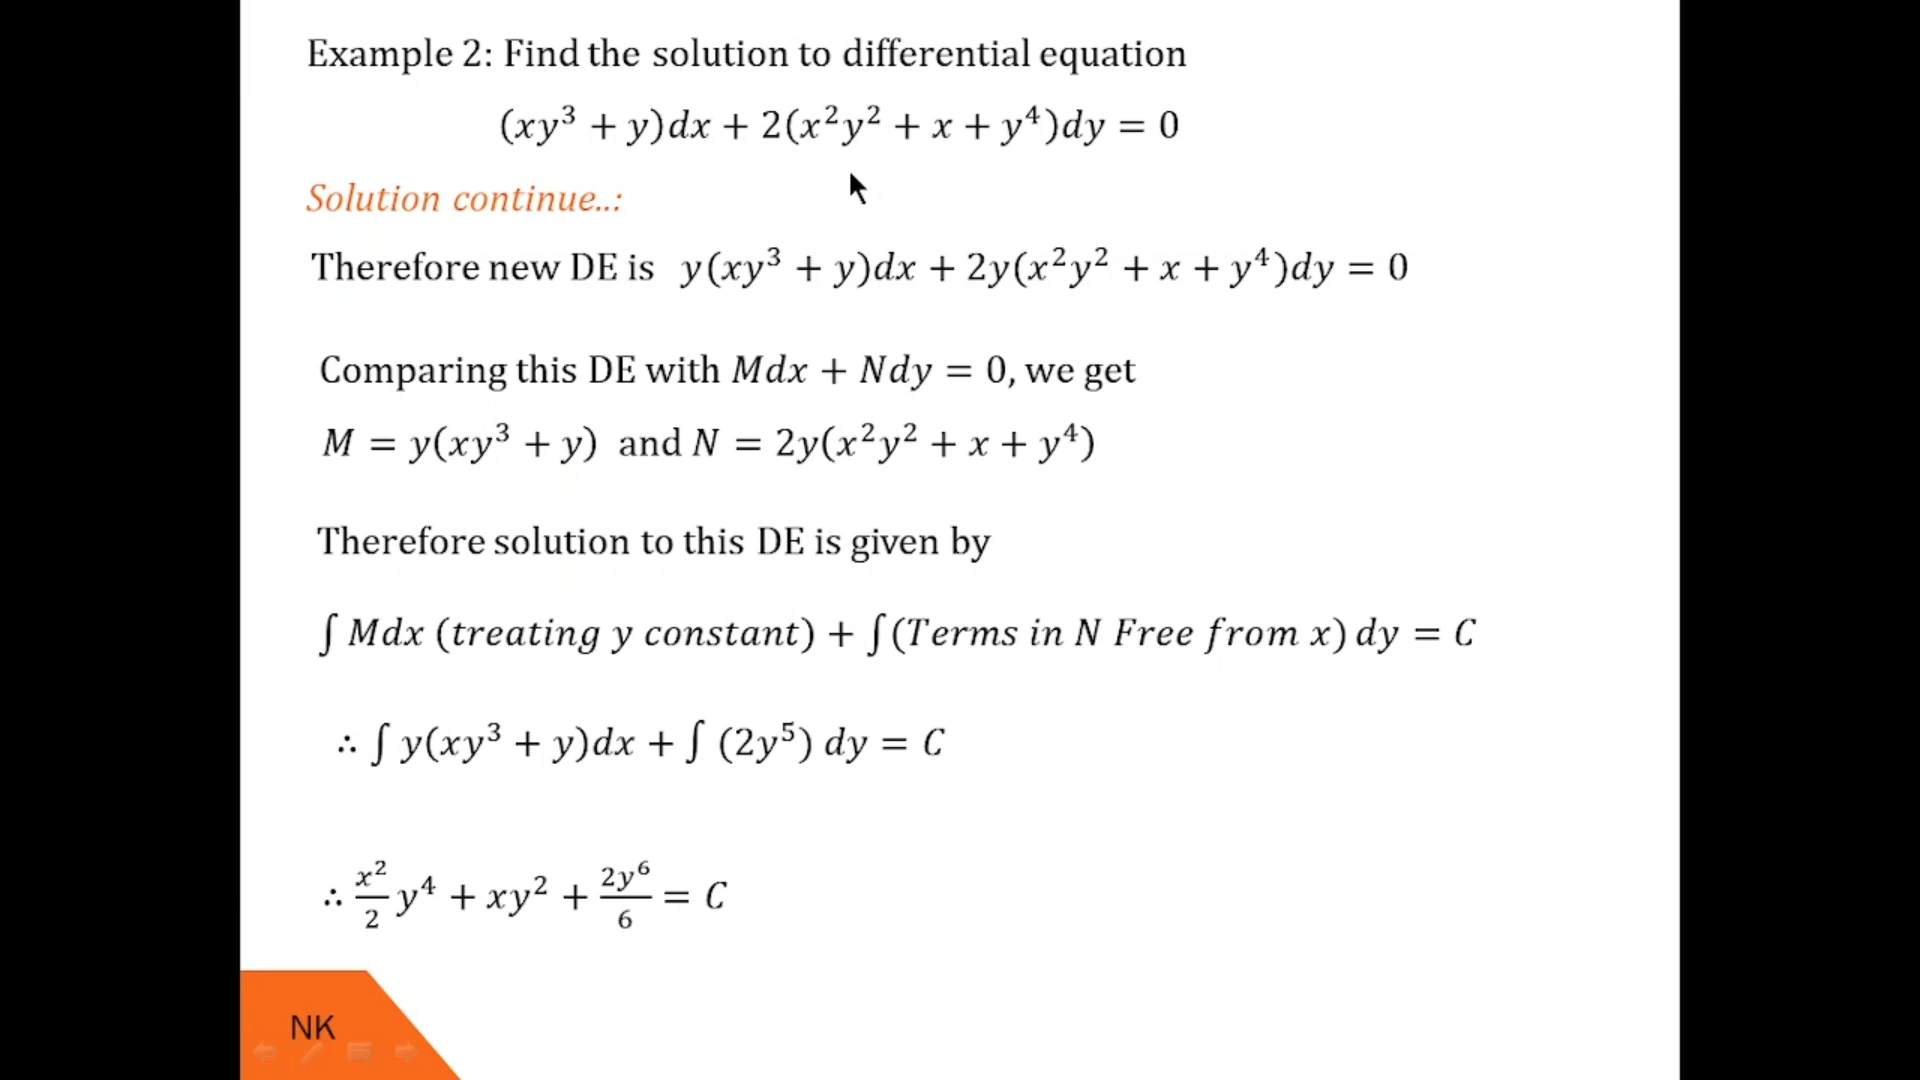 Example 2: Find the solution to differential equation
(xy³ + y)dx + 2(x²y² + x + y⁴)dy = 0
Solution continue..:
Therefore new DE is y(xy³ + y)dx + 2y(x²y² + x + y⁴)dy = 0
Comparing this DE with Mdx + Ndy = 0, we get
M = y(xy³ + y) and N = 2y(x²y² + x + y⁴)
Therefore solution to this DE is given by
∫ Mdx (treating y constant) + ∫(Terms in N Free from x) dy = C
∴ ∫ y(xy³ + y)dx + ∫ (2y⁵) dy = C
∴ x²/2 y⁴ + xy² + 2y⁶/6 = C
NK